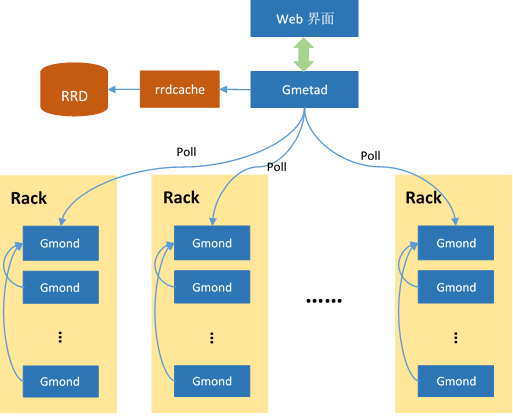 Web 界面
Gmetad
rrdcache
RRD
Poll
Poll
Poll
Rack
Rack
Rack
Gmond
Gmond
Gmond
Gmond
Gmond
Gmond
⋮
⋮
⋮
……
Gmond
Gmond
Gmond